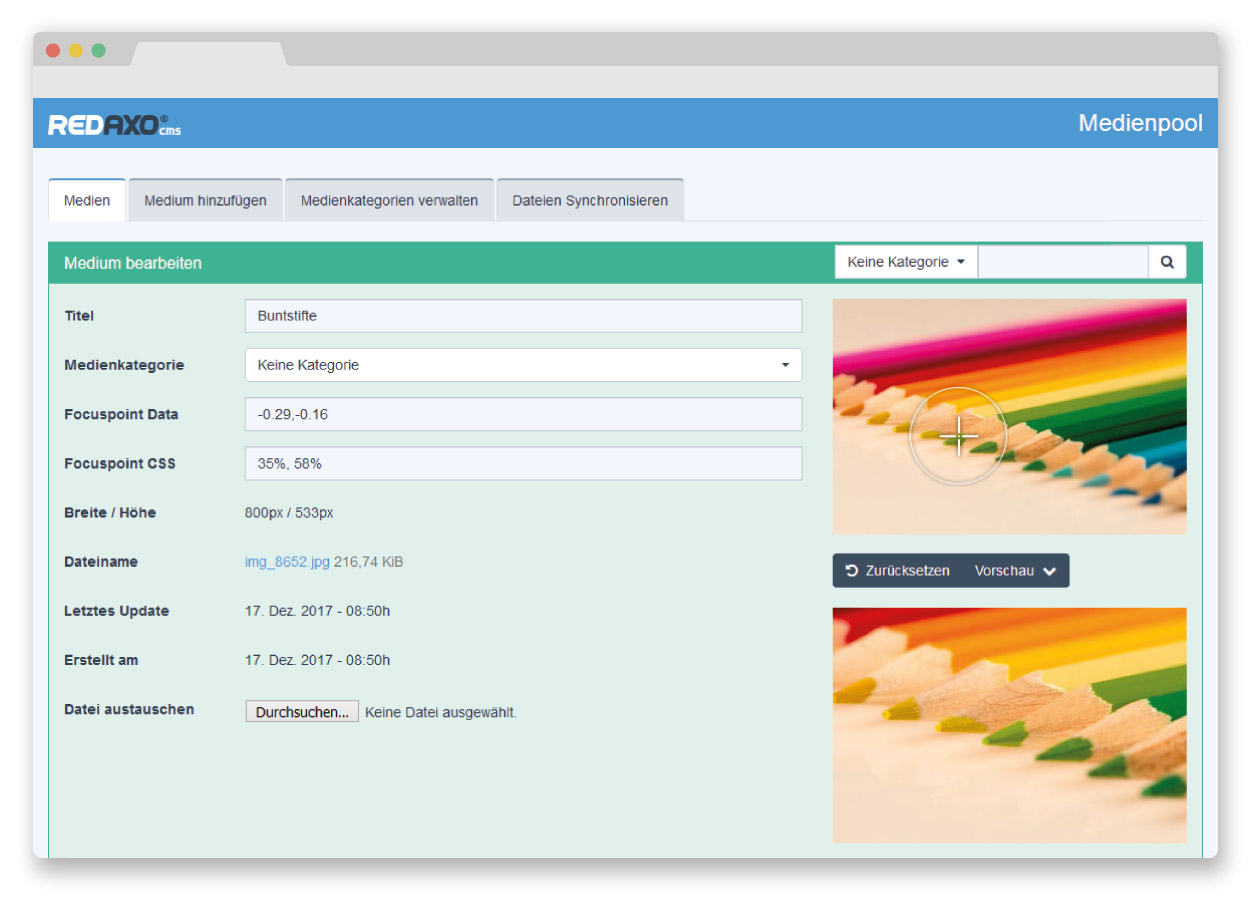 REDAXO® cms
Medienpool
Medien Medium hinzufügen Medienkategorien verwalten Dateien Synchronisieren
Medium bearbeiten Keine Kategorie
Titel Buntstifte
Medienkategorie Keine Kategorie
Focuspoint Data -0.29,-0.16
Focuspoint CSS 35%, 58%
Breite / Höhe 800px / 533px
Dateiname img_8652.jpg 216,74 KiB
Zurücksetzen Vorschau
Letztes Update 17. Dez. 2017 - 08:50h
Erstellt am 17. Dez. 2017 - 08:50h
Datei austauschen Durchsuchen... Keine Datei ausgewählt.